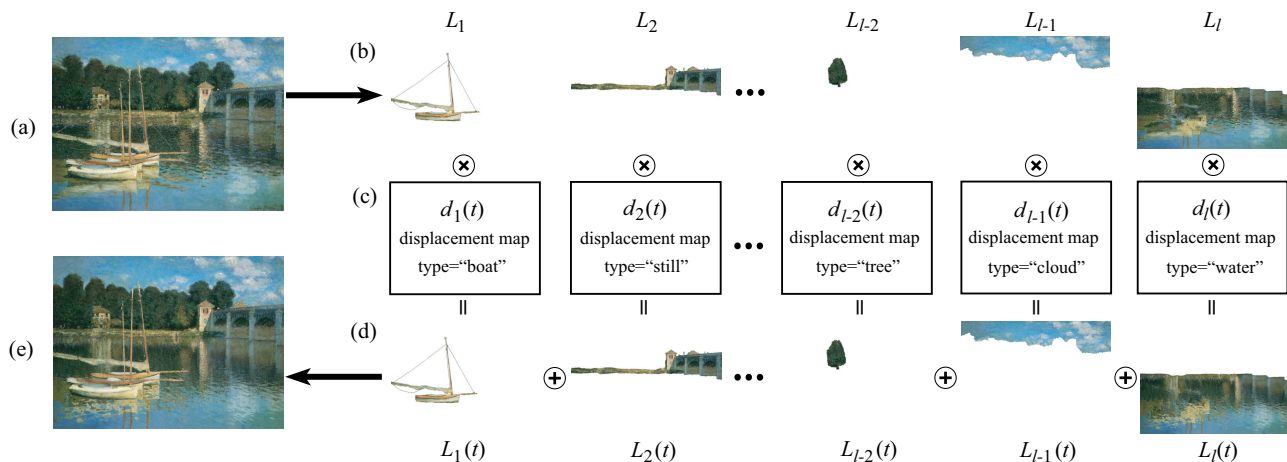 L1 L2 Ll-2 Ll-1 Ll
(b)
(a)
•••
(c)
d1(t) d2(t) dl-2(t) dl-1(t) dl(t)
displacement map displacement map ••• displacement map displacement map displacement map
type=“boat” type=“still” type=“tree” type=“cloud” type=“water”
= = = = =
(d)
(e)
+ ••• + +
L1(t) L2(t) Ll-2(t) Ll-1(t) Ll(t)